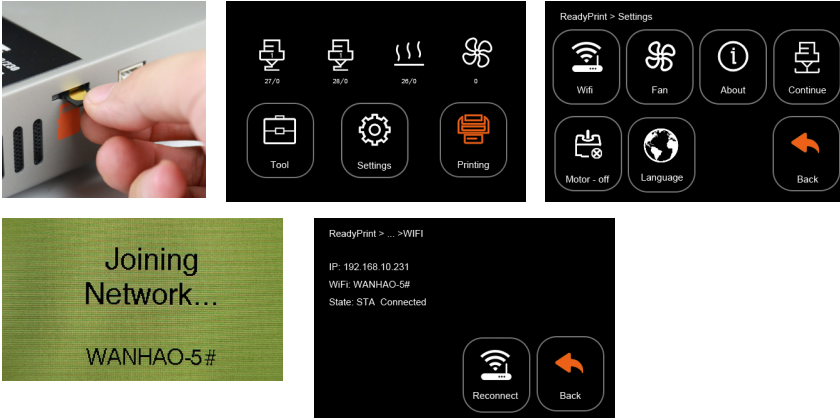 E
1
E
1
27/0
28/0
26/0
0
Tool
Settings
Printing
ReadyPrint > Settings
Wifi
Fan
About
Continue
Motor - off
Language
Back
Joining
Network...
WANHAO-5#
ReadyPrint > ... >WIFI
IP: 192.168.10.231
WiFi: WANHAO-5#
State: STA Connected
Reconnect
Back